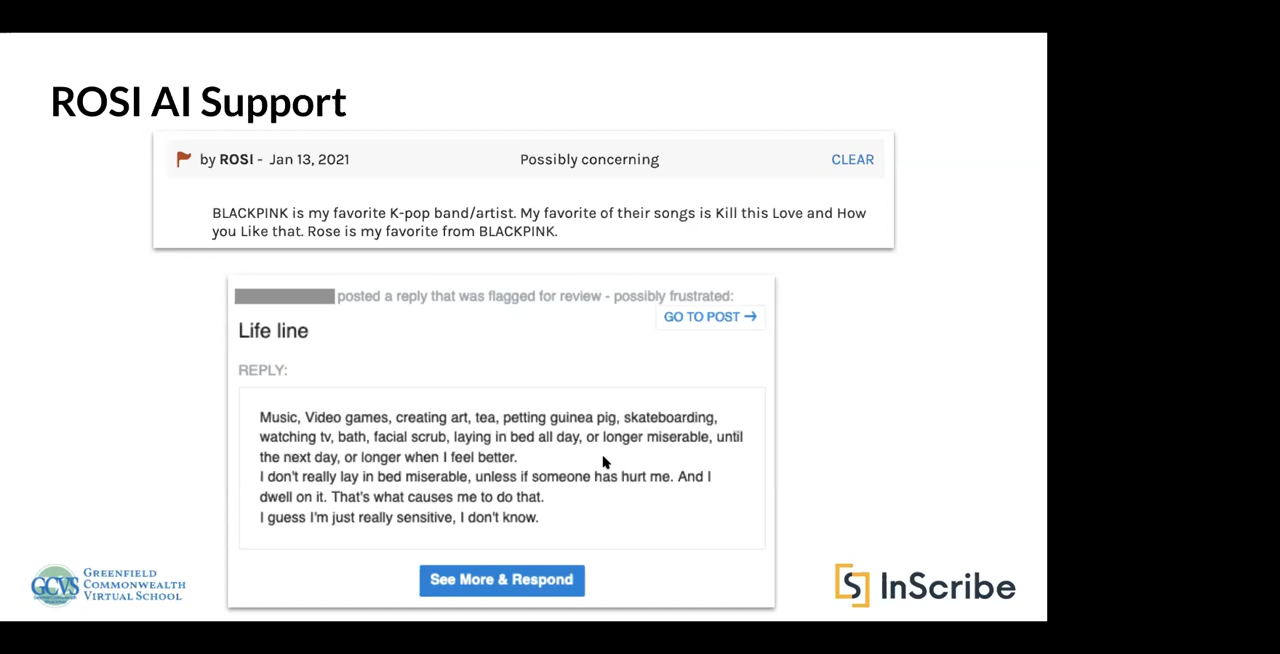 ROSI AI Support
by ROSI - Jan 13, 2021 Possibly concerning CLEAR
BLACKPINK is my favorite K-pop band/artist. My favorite of their songs is Kill this Love and How
you Like that. Rose is my favorite from BLACKPINK.
posted a reply that was flagged for review - possibly frustrated:
GO TO POST →
Life line
REPLY:
Music, Video games, creating art, tea, petting guinea pig, skateboarding,
watching tv, bath, facial scrub, laying in bed all day, or longer miserable, until
the next day, or longer when I feel better.
I don't really lay in bed miserable, unless if someone has hurt me. And I
dwell on it. That's what causes me to do that.
I guess I'm just really sensitive, I don't know.
See More & Respond
GCVS
GREENFIELD
COMMONWEALTH
VIRTUAL SCHOOL
InScribe